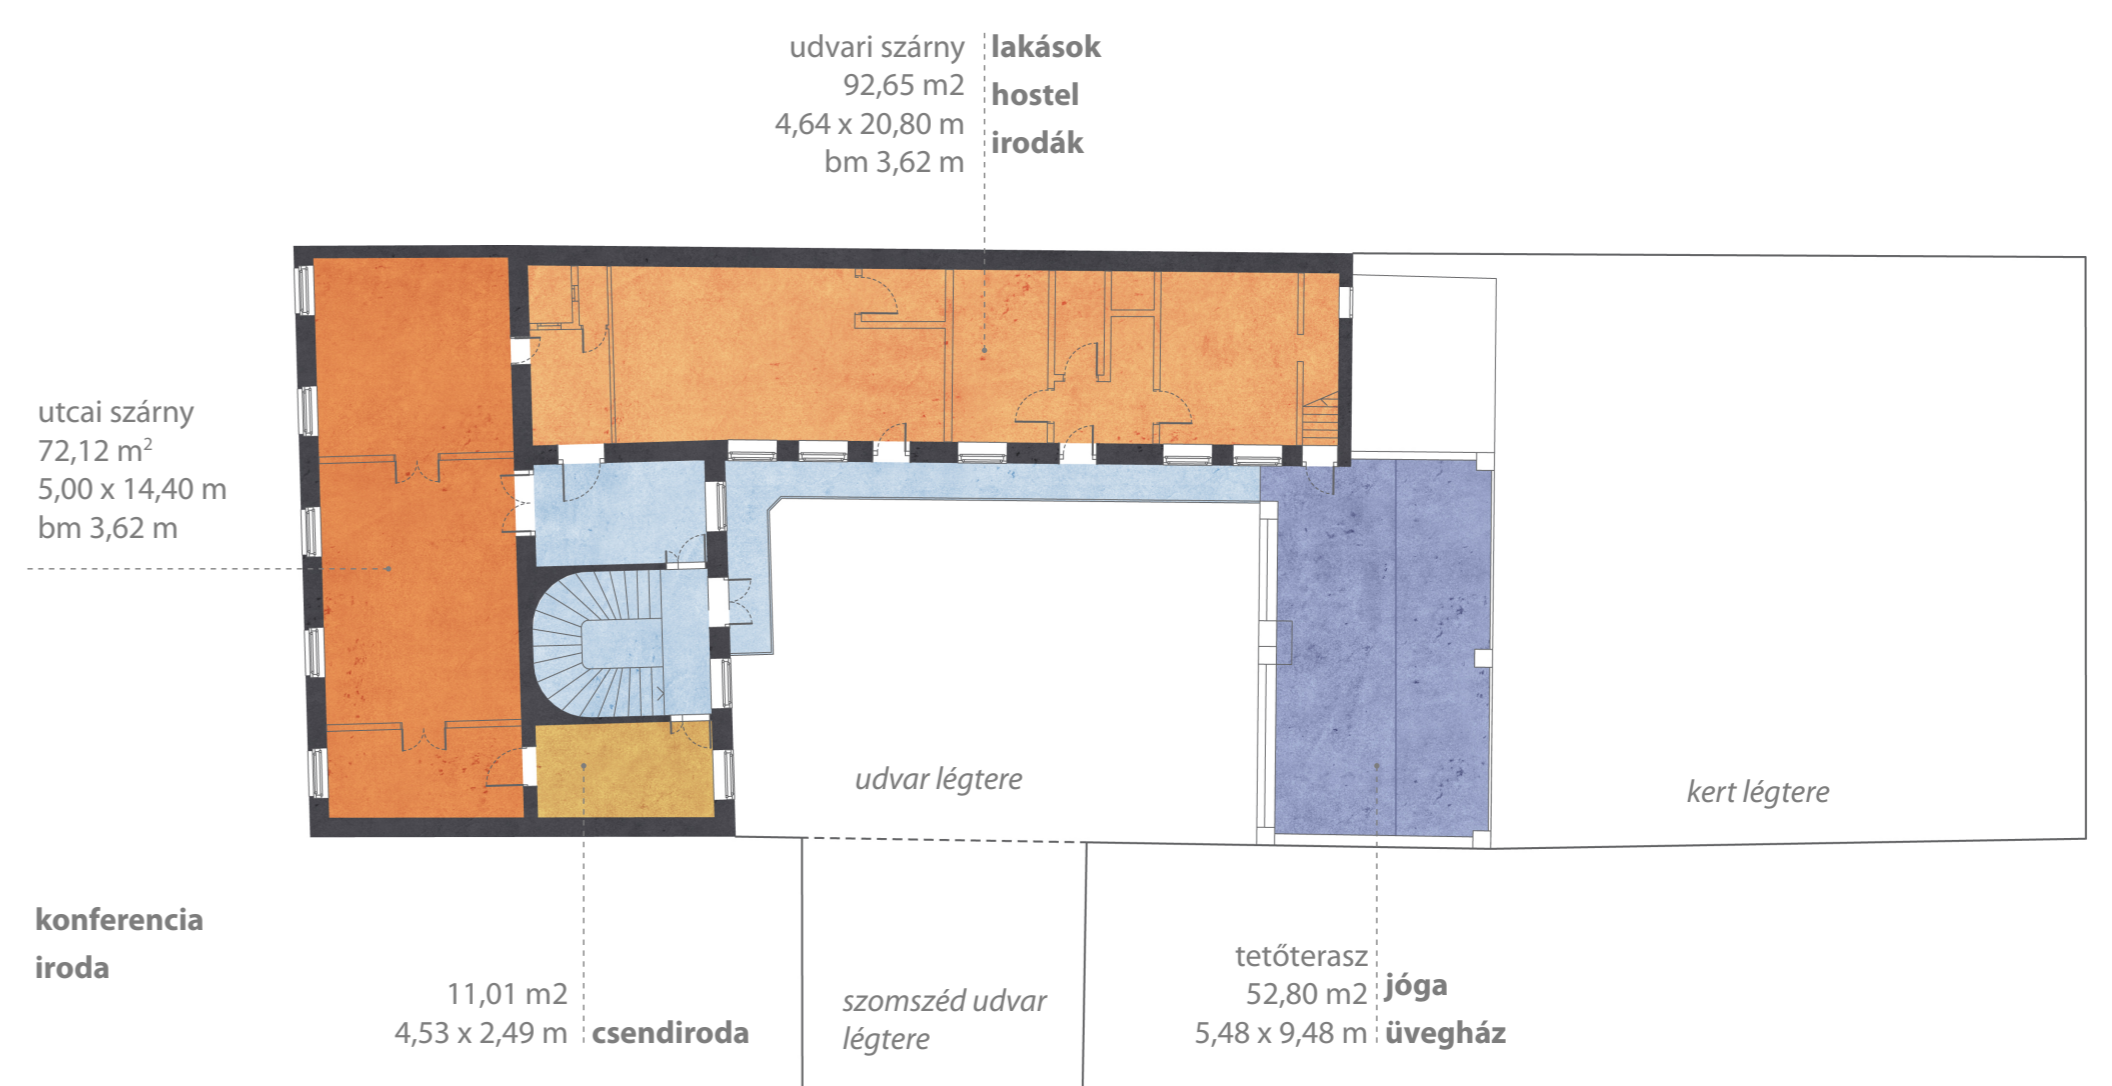 udvari szárny
92,65 m2
4,64 x 20,80 m
bm 3,62 m
lakások
hostel
irodák
utcai szárny
72,12 m²
5,00 x 14,40 m
bm 3,62 m
udvar légtere
kert légtere
konferencia
iroda
11,01 m2
4,53 x 2,49 m
csendiroda
szomszéd udvar
légtere
tetőterasz
52,80 m2
5,48 x 9,48 m
jóga
üvegház